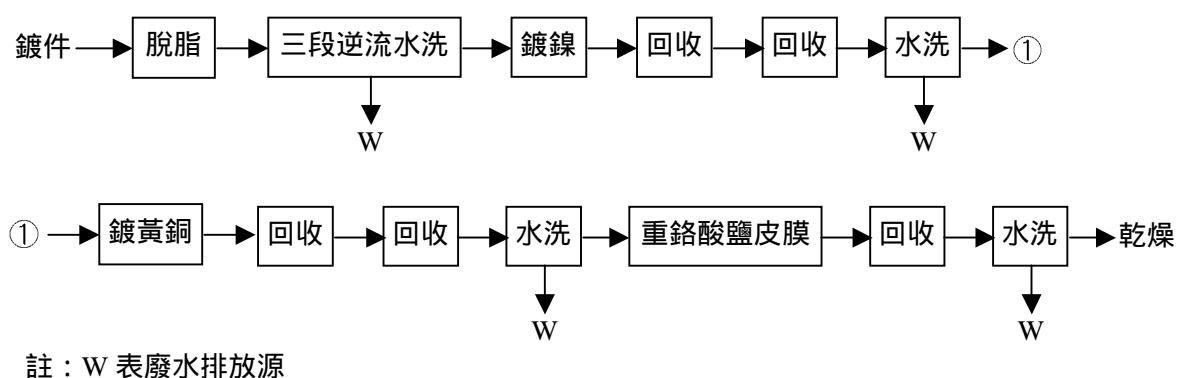 鍍件 脫脂 三段逆流水洗 鍍鎳 回收 回收 水洗 ①
W W
① 鍍黃銅 回收 回收 水洗 重鉻酸鹽皮膜 回收 水洗 乾燥
W W
註：W 表廢水排放源